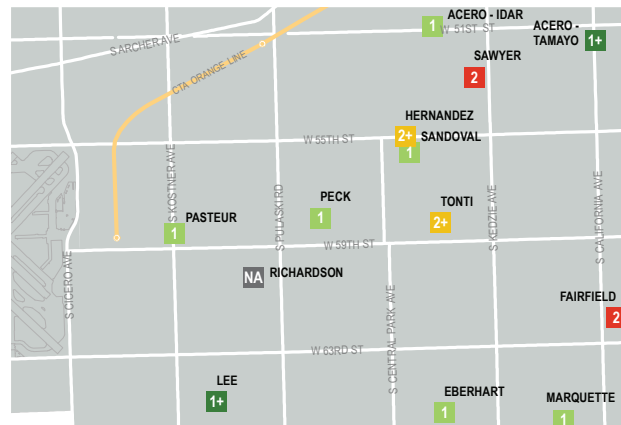 ACERO - IDAR
1
W 51ST ST
ACERO -
TAMAYO
1+
S ARCHER AVE
SAWYER
2
CTA ORANGE LINE
HERNANDEZ
2+
SANDOVAL
1
W 55TH ST
S KOSTNER AVE
S PULASKI RD
S KEDZIE AVE
S CALIFORNIA AVE
PECK
1
TONTI
2+
PASTEUR
1
W 59TH ST
S CICERO AVE
NA
RICHARDSON
S CENTRAL PARK AVE
FAIRFIELD
2
W 63RD ST
LEE
1+
EBERHART
1
MARQUETTE
1